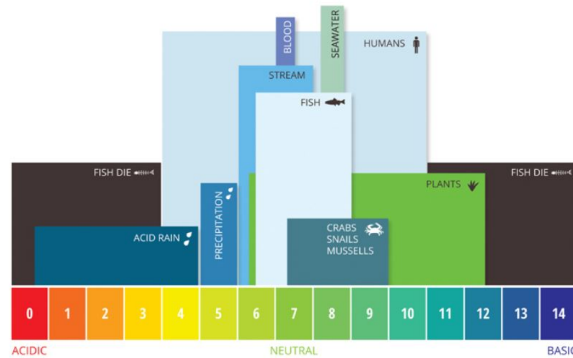 BLOOD
SEAWATER
HUMANS
STREAM
FISH
FISH DIE
FISH DIE
PLANTS
PRECIPITATION
ACID RAIN
CRABS
SNAILS
MUSSELLS
0 1 2 3 4 5 6 7 8 9 10 11 12 13 14
ACIDIC NEUTRAL BASIC